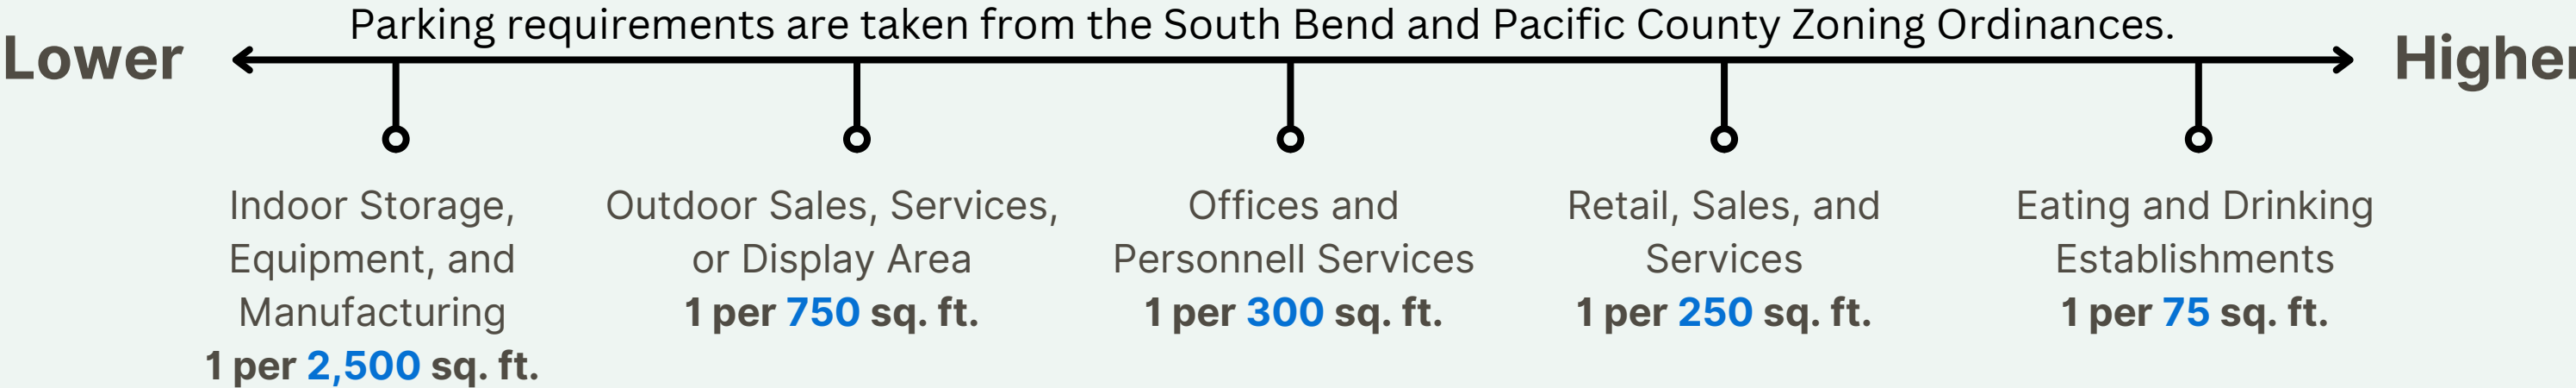 Parking requirements are taken from the South Bend and Pacific County Zoning Ordinances.
Lower
Higher
Indoor Storage,
Equipment, and
Manufacturing
1 per 2,500 sq. ft.
Outdoor Sales, Services,
or Display Area
1 per 750 sq. ft.
Offices and
Personnell Services
1 per 300 sq. ft.
Retail, Sales, and
Services
1 per 250 sq. ft.
Eating and Drinking
Establishments
1 per 75 sq. ft.